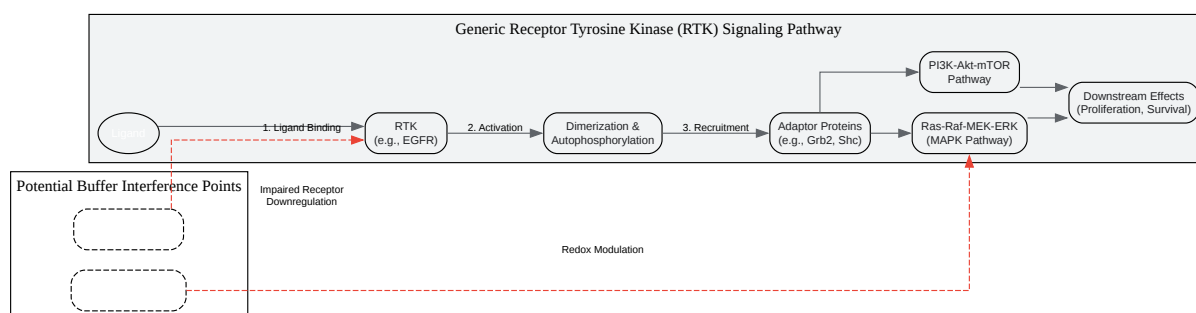 Generic Receptor Tyrosine Kinase (RTK) Signaling Pathway
PI3K-Akt-mTOR
Pathway
Downstream Effects
(Proliferation, Survival)
Ligand
1. Ligand Binding
RTK
(e.g., EGFR)
2. Activation
Dimerization &
Autophosphorylation
3. Recruitment
Adaptor Proteins
(e.g., Grb2, Shc)
Ras-Raf-MEK-ERK
(MAPK Pathway)
Potential Buffer Interference Points
Impaired Receptor
Downregulation
Redox Modulation